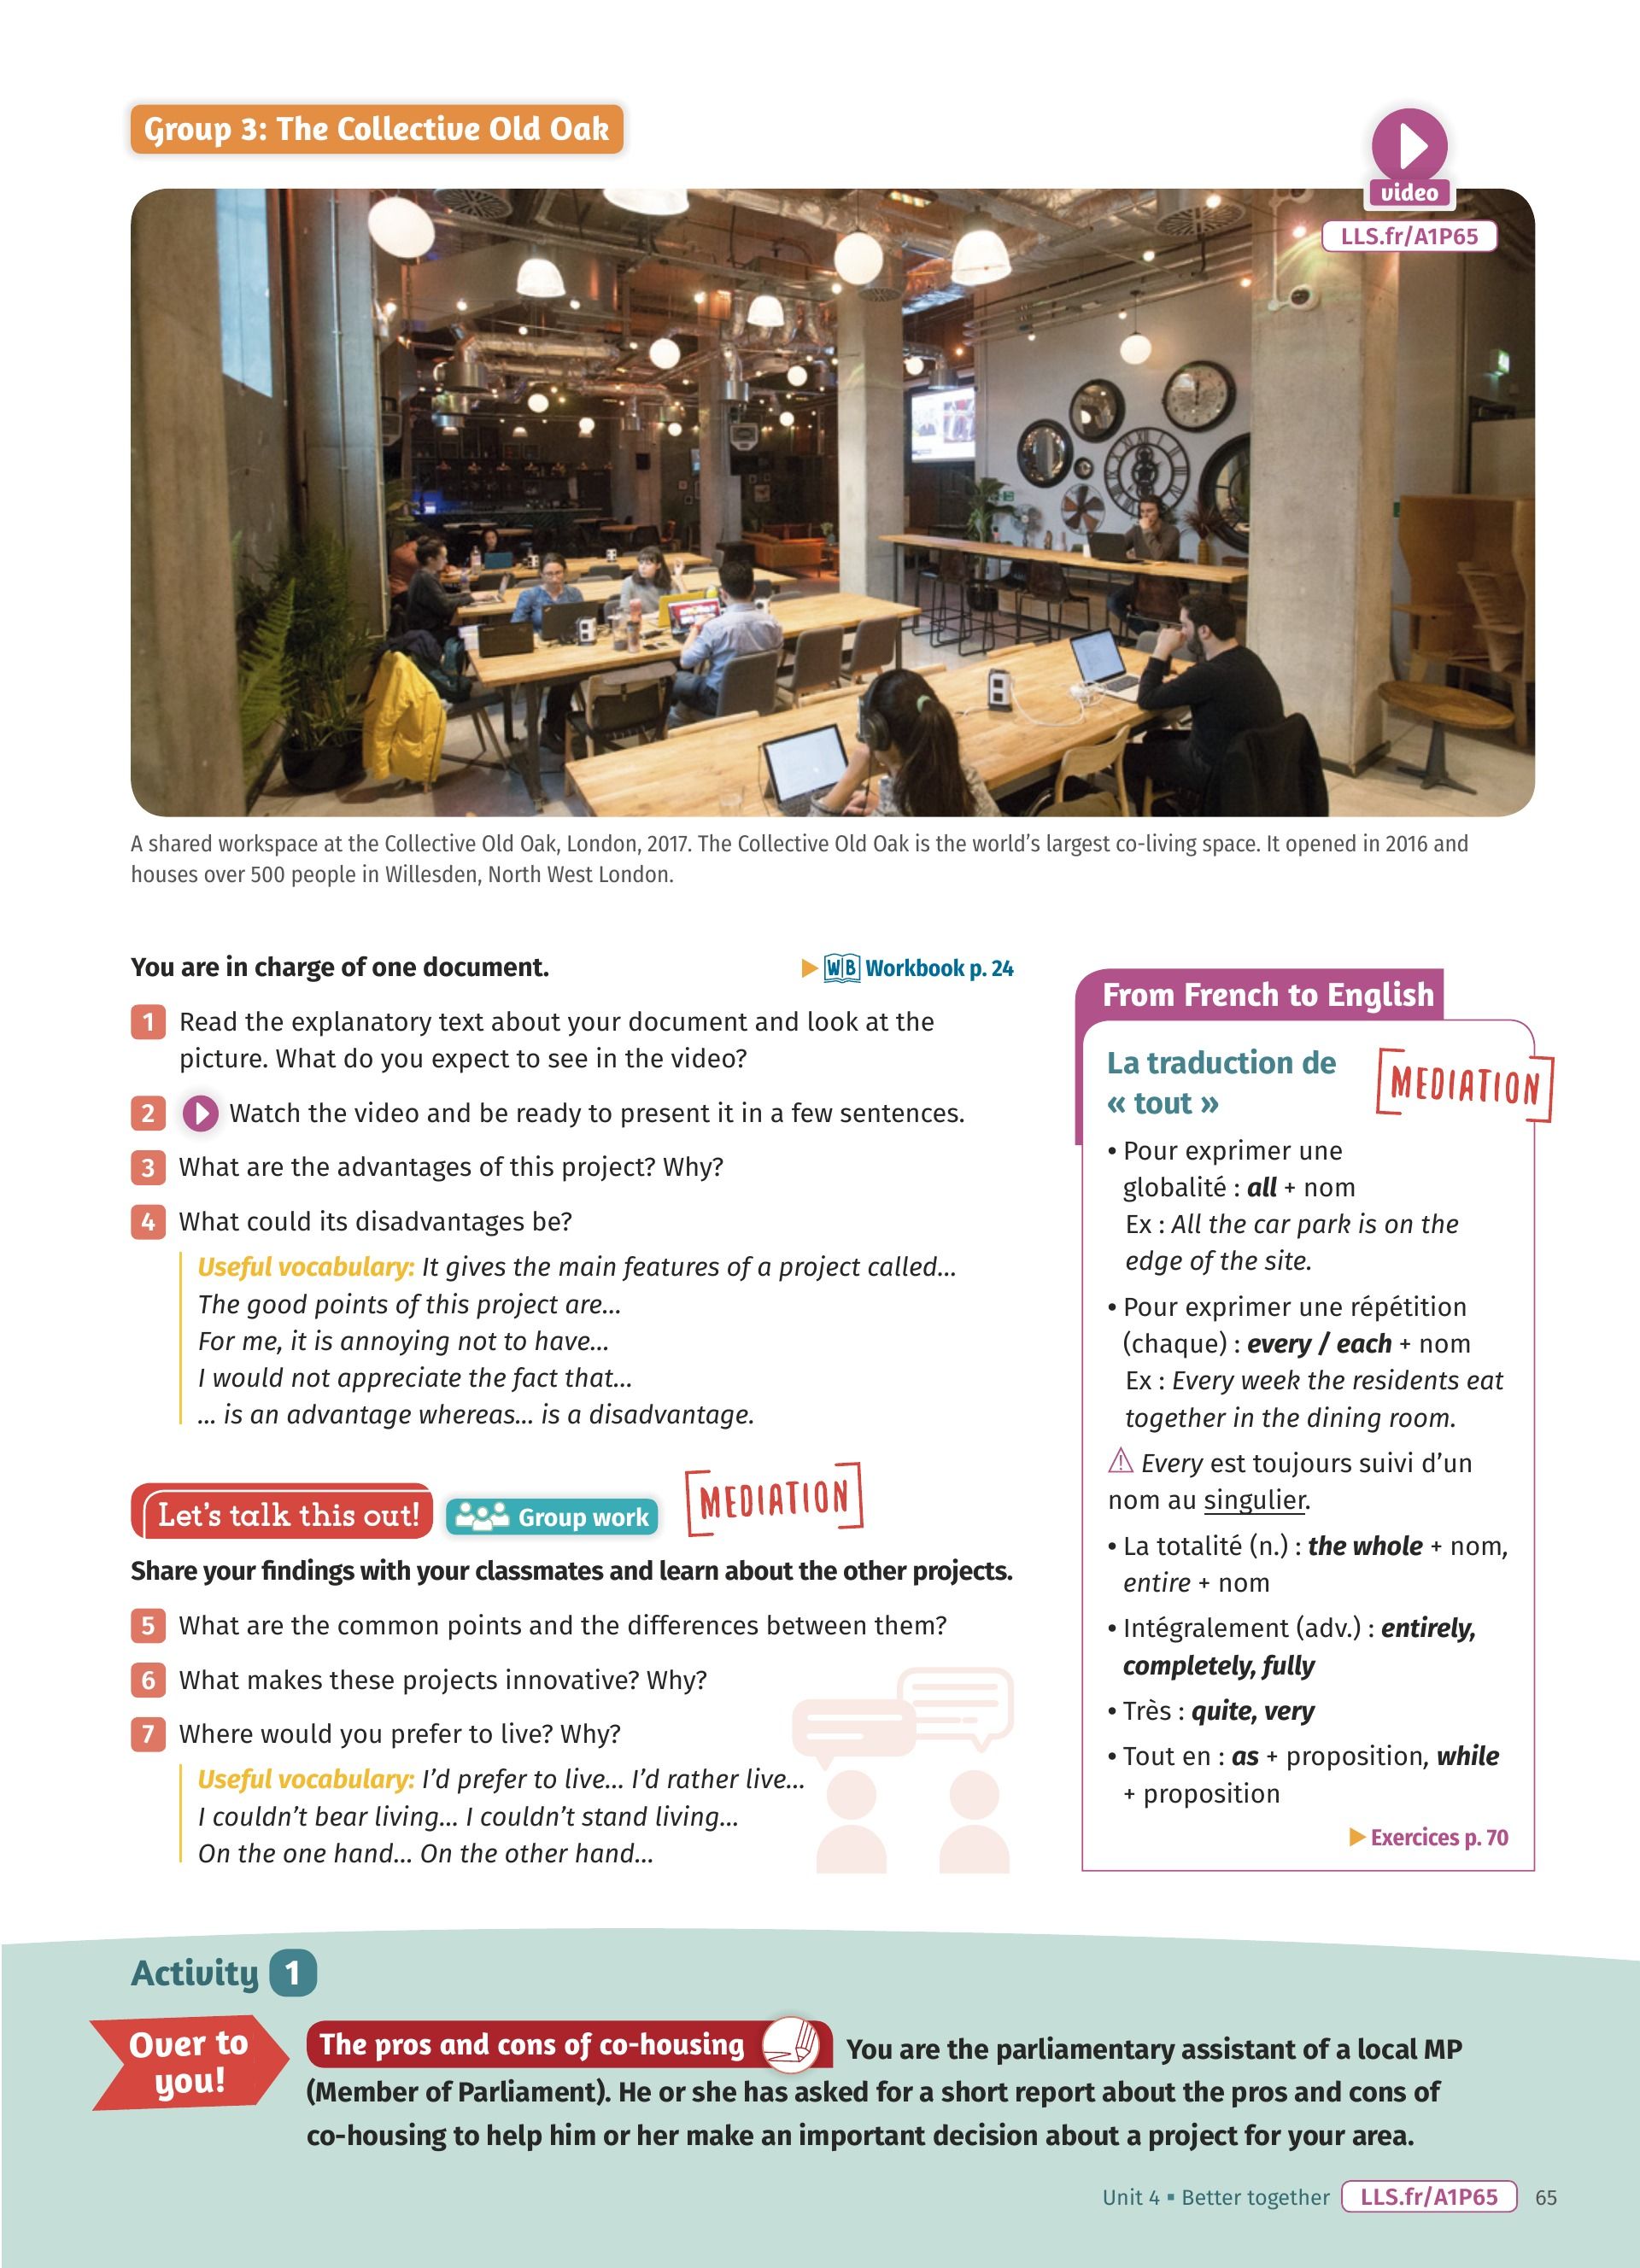 Group 3: The Collective Old Oak
video
LLS.fr/A1P65
A shared workspace at the Collective Old Oak, London, 2017. The Collective Old Oak is the world's largest co-living space. It opened in 2016 and
houses over 500 people in Willesden, North West London.
You are in charge of one document.
WB Workbook p. 24
1 Read the explanatory text about your document and look at the
picture. What do you expect to see in the video?
2 Watch the video and be ready to present it in a few sentences.
3 What are the advantages of this project? Why?
4 What could its disadvantages be?
Useful vocabulary: It gives the main features of a project called...
The good points of this project are...
For me, it is annoying not to have...
I would not appreciate the fact that...
... is an advantage whereas... is a disadvantage.
Let's talk this out!
Group work
MEDIATION
Share your findings with your classmates and learn about the other projects.
5 What are the common points and the differences between them?
6 What makes these projects innovative? Why?
7 Where would you prefer to live? Why?
Useful vocabulary: I'd prefer to live... I'd rather live...
I couldn't bear living... I couldn't stand living...
On the one hand... On the other hand...
From French to English
La traduction de
« tout »
MEDIATION
• Pour exprimer une
globalité : all + nom
Ex : All the car park is on the
edge of the site.
• Pour exprimer une répétition
(chaque) : every / each + nom
Ex : Every week the residents eat
together in the dining room.
Every est toujours suivi d'un
nom au singulier.
• La totalité (n.) : the whole + nom,
entire + nom
• Intégralement (adv.) : entirely,
completely, fully
• Très : quite, very
• Tout en : as + proposition, while
+ proposition
Exercices p. 70
Activity 1
Over to
you!
The pros and cons of co-housing You are the parliamentary assistant of a local MP
(Member of Parliament). He or she has asked for a short report about the pros and cons of
co-housing to help him or her make an important decision about a project for your area.
Unit 4 ▪ Better together LLS.fr/A1P65 65